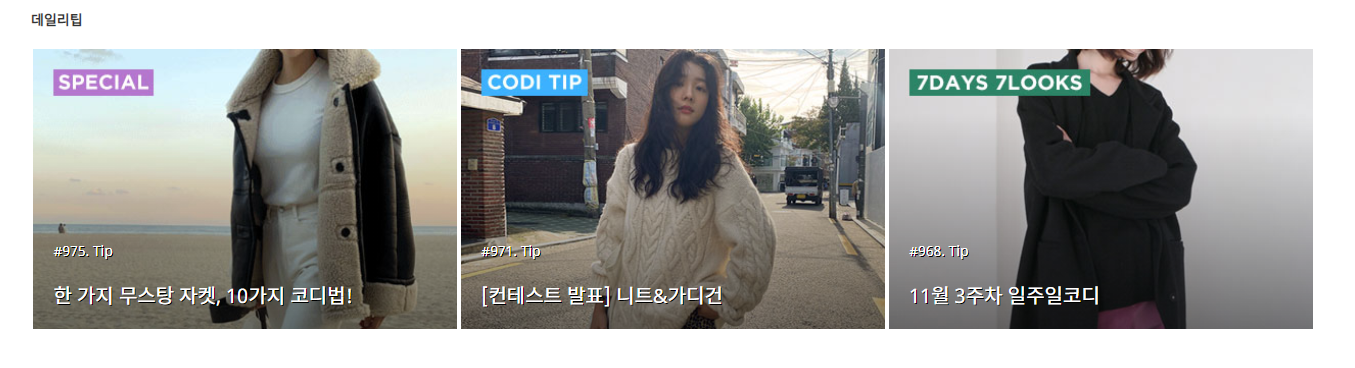 데일리팁
SPECIAL
#975. Tip
한 가지 무스탕 자켓, 10가지 코디법!
CODI TIP
#971. Tip
[컨테스트 발표] 니트&가디건
7DAYS 7LOOKS
#968. Tip
11월 3주차 일주일코디